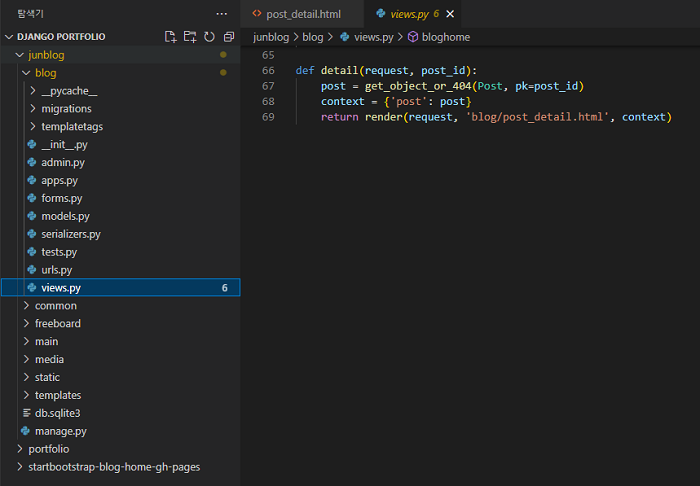 탐색기
DJANGO PORTFOLIO
junblog
blog
__pycache__
migrations
templatetags
__init__.py
admin.py
apps.py
forms.py
models.py
serializers.py
tests.py
urls.py
views.py 6
common
freeboard
main
media
static
templates
db.sqlite3
manage.py
portfolio
startbootstrap-blog-home-gh-pages
post_detail.html views.py 6
junblog > blog > views.py > bloghome
65
66 def detail(request, post_id):
67 post = get_object_or_404(Post, pk=post_id)
68 context = {'post': post}
69 return render(request, 'blog/post_detail.html', context)